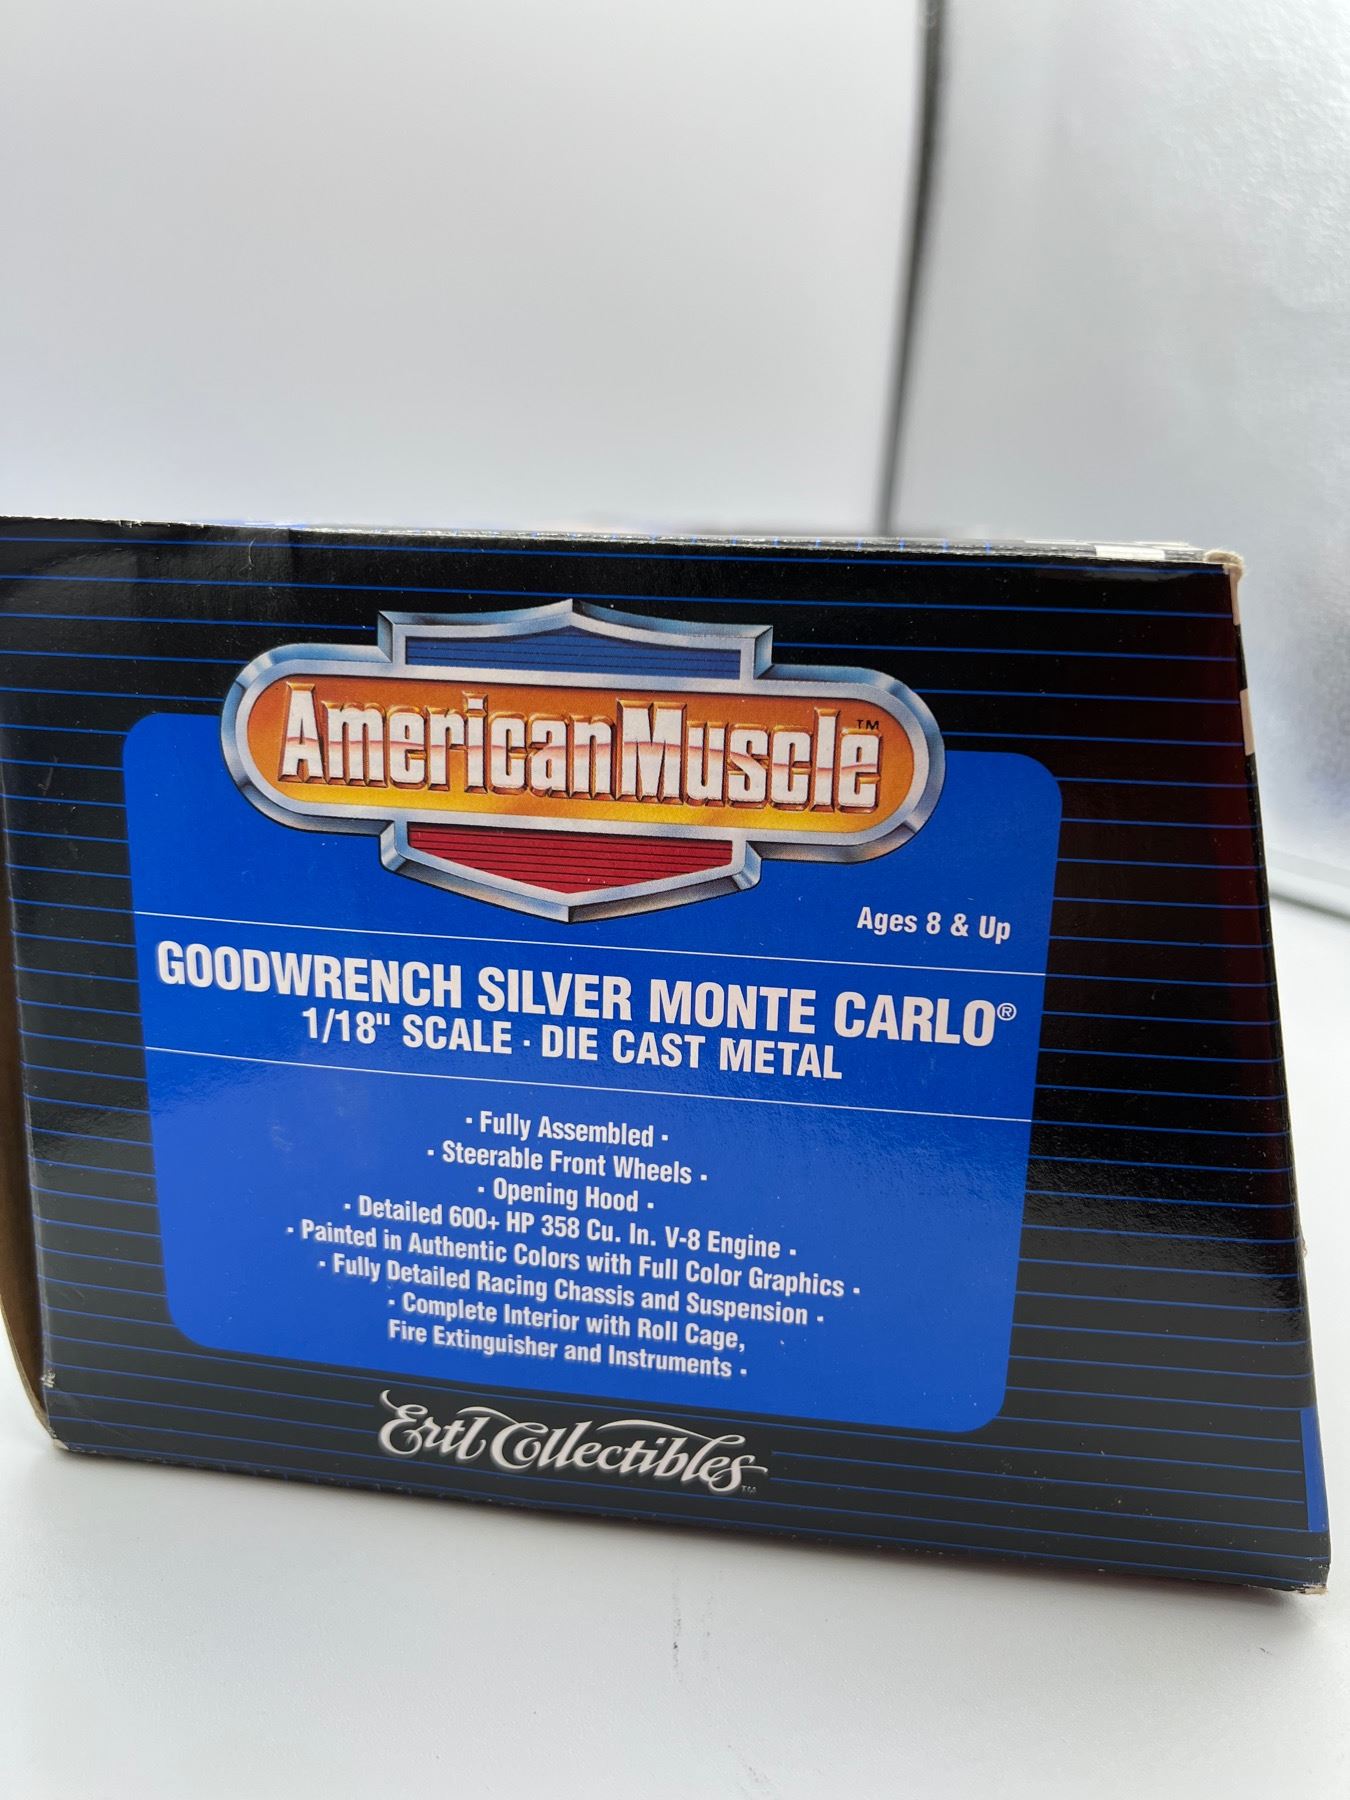 AmericanMuscle™
Ages 8 & Up
GOODWRENCH SILVER MONTE CARLO®
1/18" SCALE · DIE CAST METAL
· Fully Assembled ·
· Steerable Front Wheels ·
· Opening Hood ·
· Detailed 600+ HP 358 Cu. In. V-8 Engine ·
· Painted in Authentic Colors with Full Color Graphics ·
· Fully Detailed Racing Chassis and Suspension ·
· Complete Interior with Roll Cage,
Fire Extinguisher and Instruments ·
Ertl Collectibles™